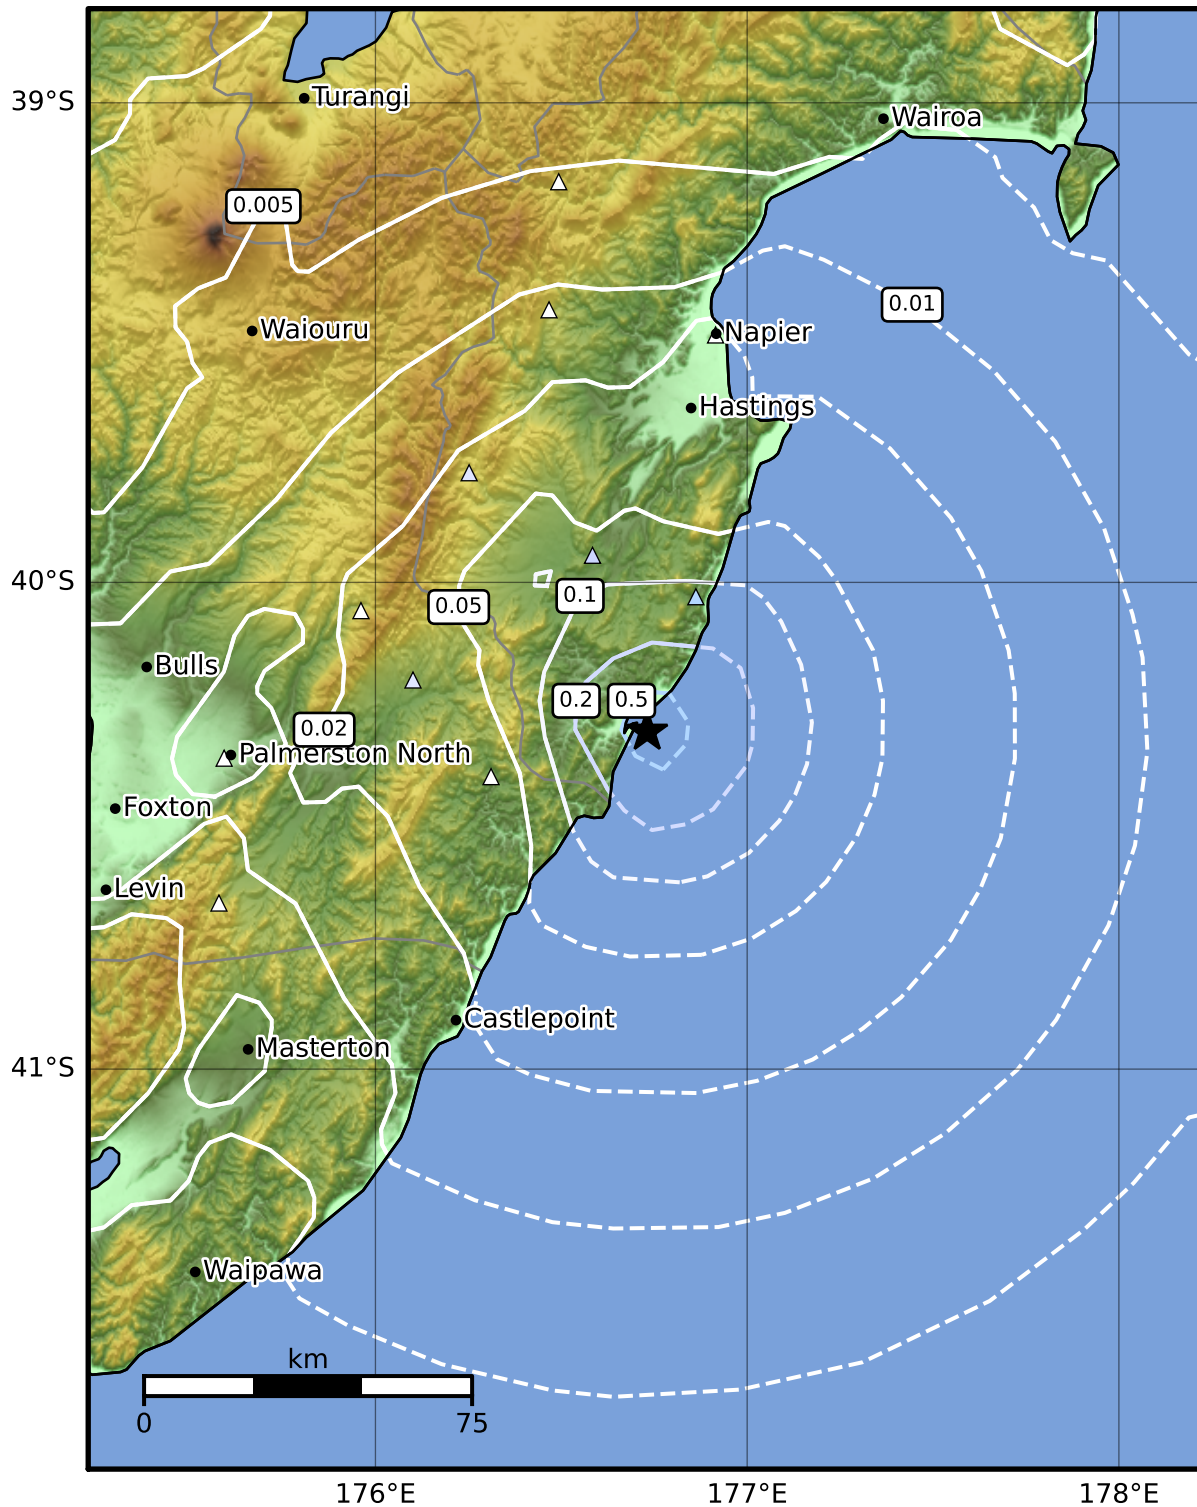 39°S
Turangi
Wairoa
0.005
0.01
Waiouru
Napier
Hastings
40°S
0.1
0.05
Bulls
0.2
0.5
0.02
Palmerston North
Foxton
Levin
Castlepoint
Masterton
41°S
Waipawa
km
0
75
176°E
177°E
178°E